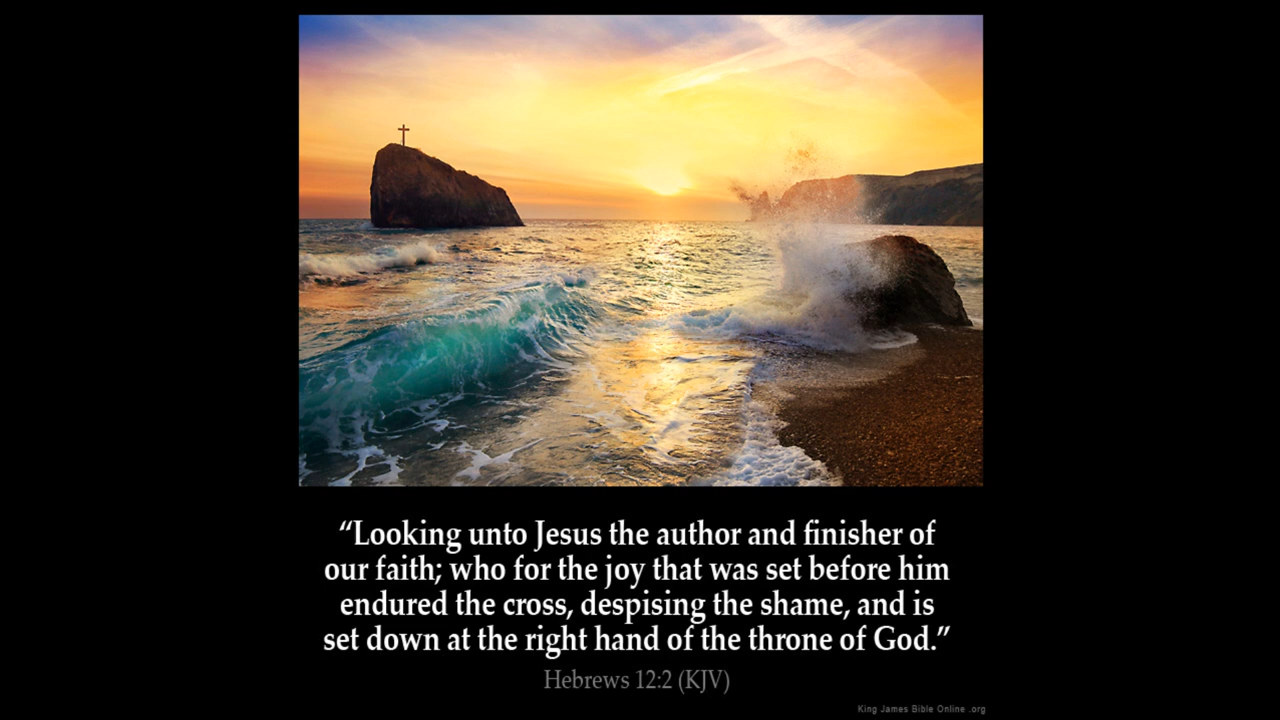 “Looking unto Jesus the author and finisher of
our faith; who for the joy that was set before him
endured the cross, despising the shame, and is
set down at the right hand of the throne of God.”
Hebrews 12:2 (KJV)
King James Bible Online .org